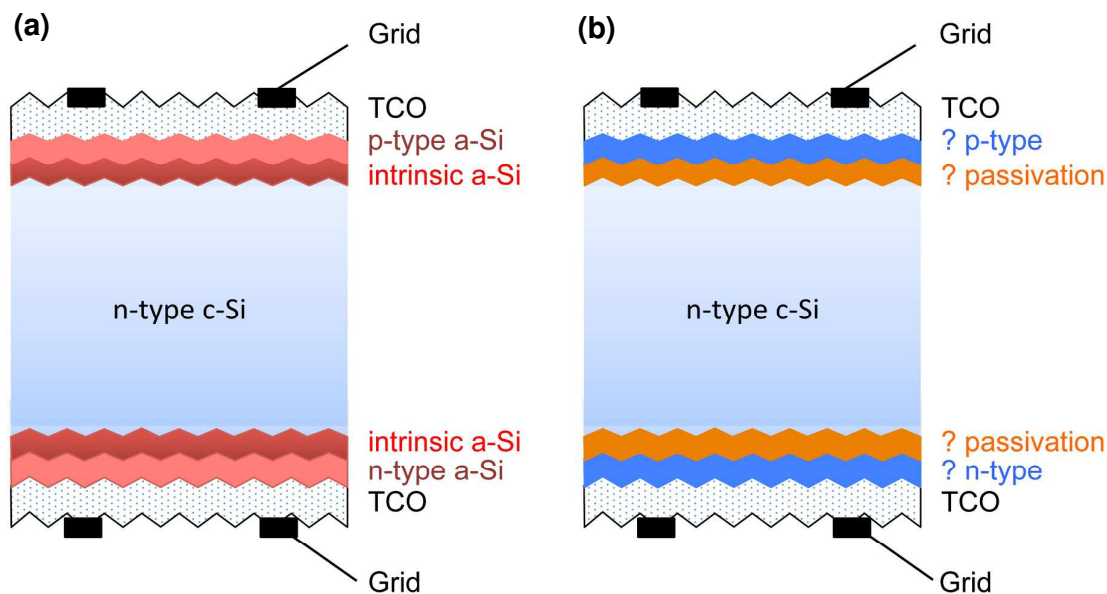 (a)
Grid
TCO
p-type a-Si
intrinsic a-Si
n-type c-Si
intrinsic a-Si
n-type a-Si
TCO
Grid
(b)
Grid
TCO
? p-type
? passivation
n-type c-Si
? passivation
? n-type
TCO
Grid